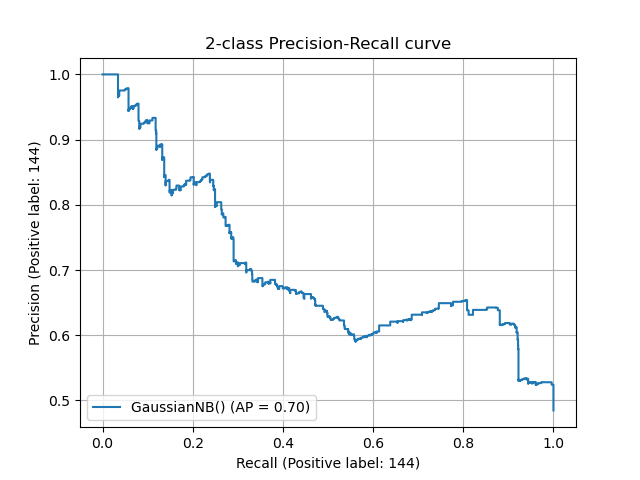 2-class Precision-Recall curve
1.0
0.9
0.8
0.7
0.6
0.5
Precision (Positive label: 144)
GaussianNB() (AP = 0.70)
0.0 0.2 0.4 0.6 0.8 1.0
Recall (Positive label: 144)